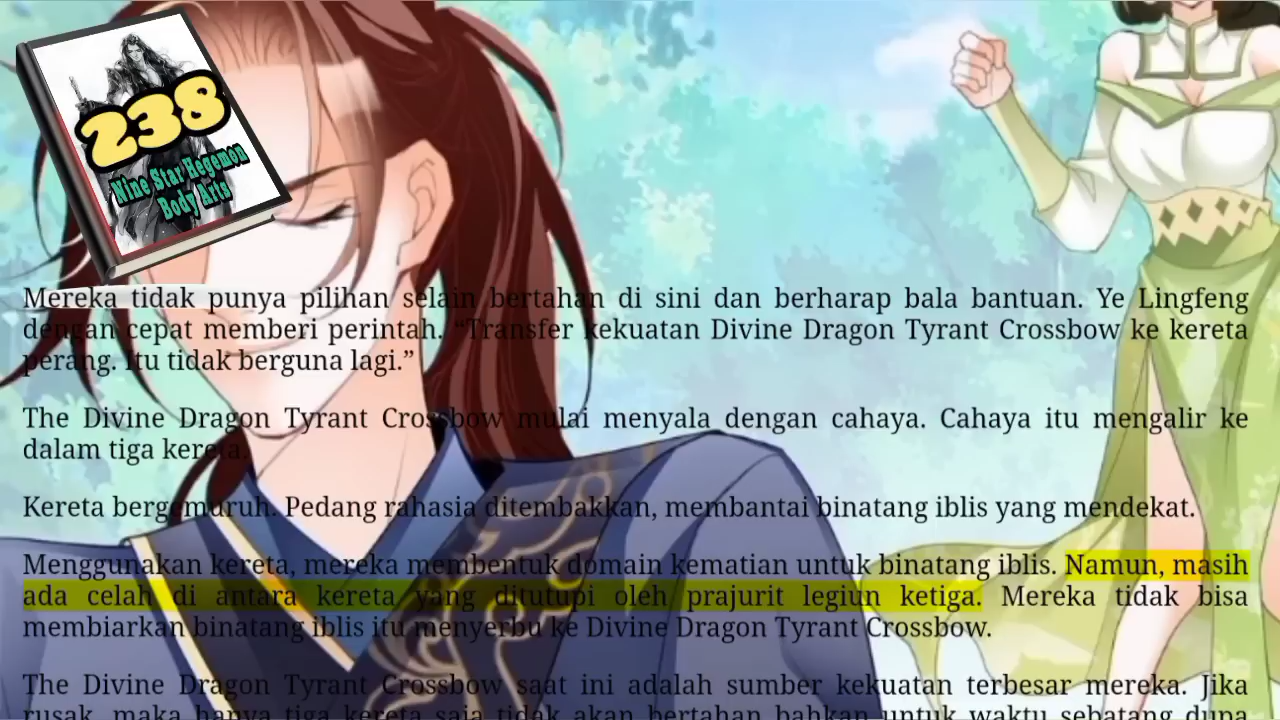 238
Nine Star Hegemon
Body Arts
Mereka tidak punya pilihan selain bertahan di sini dan berharap bala bantuan. Ye Lingfeng
dengan cepat memberi perintah. “Transfer kekuatan Divine Dragon Tyrant Crossbow ke kereta
perang. Itu tidak berguna lagi.”
The Divine Dragon Tyrant Crossbow mulai menyala dengan cahaya. Cahaya itu mengalir ke
dalam tiga kereta.
Kereta bergemuruh. Pedang rahasia ditembakkan, membantai binatang iblis yang mendekat.
Menggunakan kereta, mereka membentuk domain kematian untuk binatang iblis. Namun, masih
ada celah di antara kereta yang ditutupi oleh prajurit legiun ketiga. Mereka tidak bisa
membiarkan binatang iblis itu menyerbu ke Divine Dragon Tyrant Crossbow.
The Divine Dragon Tyrant Crossbow saat ini adalah sumber kekuatan terbesar mereka. Jika
rusak, maka hanya tiga kereta saja tidak akan bertahan bahkan untuk waktu sebatang dupa